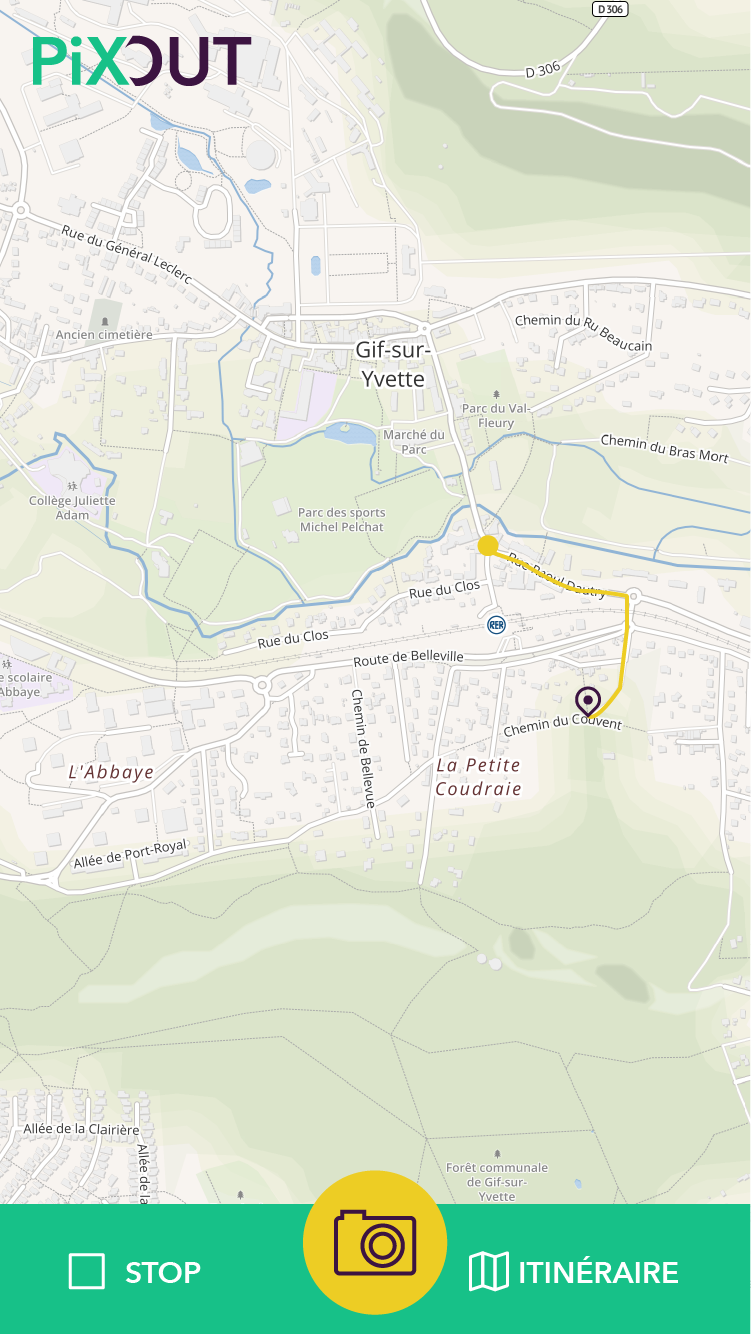 D 306
PiXOUT
D 306
Rue du Général Leclerc
Chemin du Ru Beaucain
Ancien cimetière
Gif-sur-
Yvette
Parc du Val-
Fleury
Marché du
Parc
Chemin du Bras Mort
Collège Juliette
Adam
Parc des sports
Michel Pelchat
Rue Raoul Dautry
Rue du Clos
RER
Rue du Clos
Route de Belleville
e scolaire
Abbaye
Chemin de Bellevue
Chemin du Couvent
L'Abbaye
La Petite
Coudraie
Allée de Port-Royal
Allée de la Clairière
Allée de la
Forêt communale
de Gif-sur-
Yvette
STOP
ITINÉRAIRE